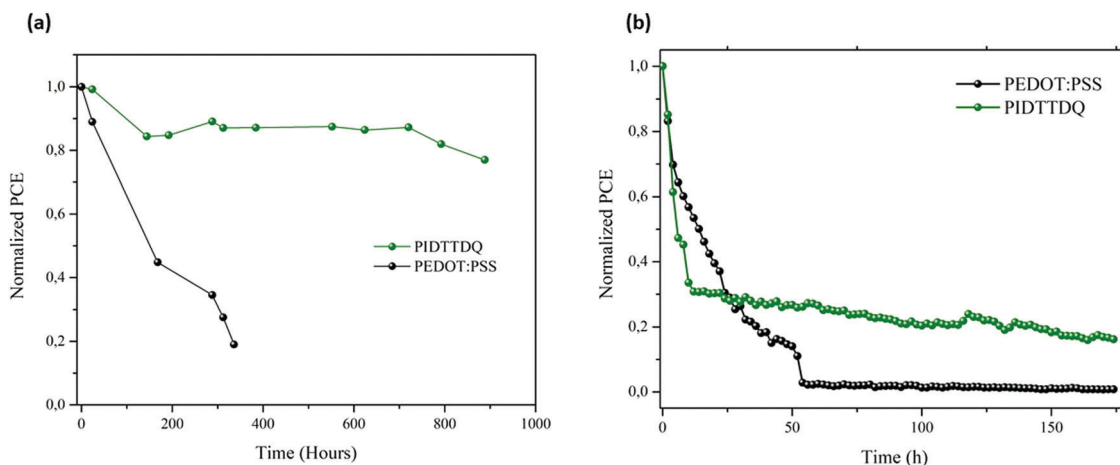 (a)
1,0
0,8
0,6
0,4
0,2
0,0
Normalized PCE
PIDTTDQ
PEDOT:PSS
0
200
400
600
800
1000
Time (Hours)
(b)
1,0
0,8
0,6
0,4
0,2
0,0
Normalized PCE
PEDOT:PSS
PIDTTDQ
0
50
100
150
Time (h)